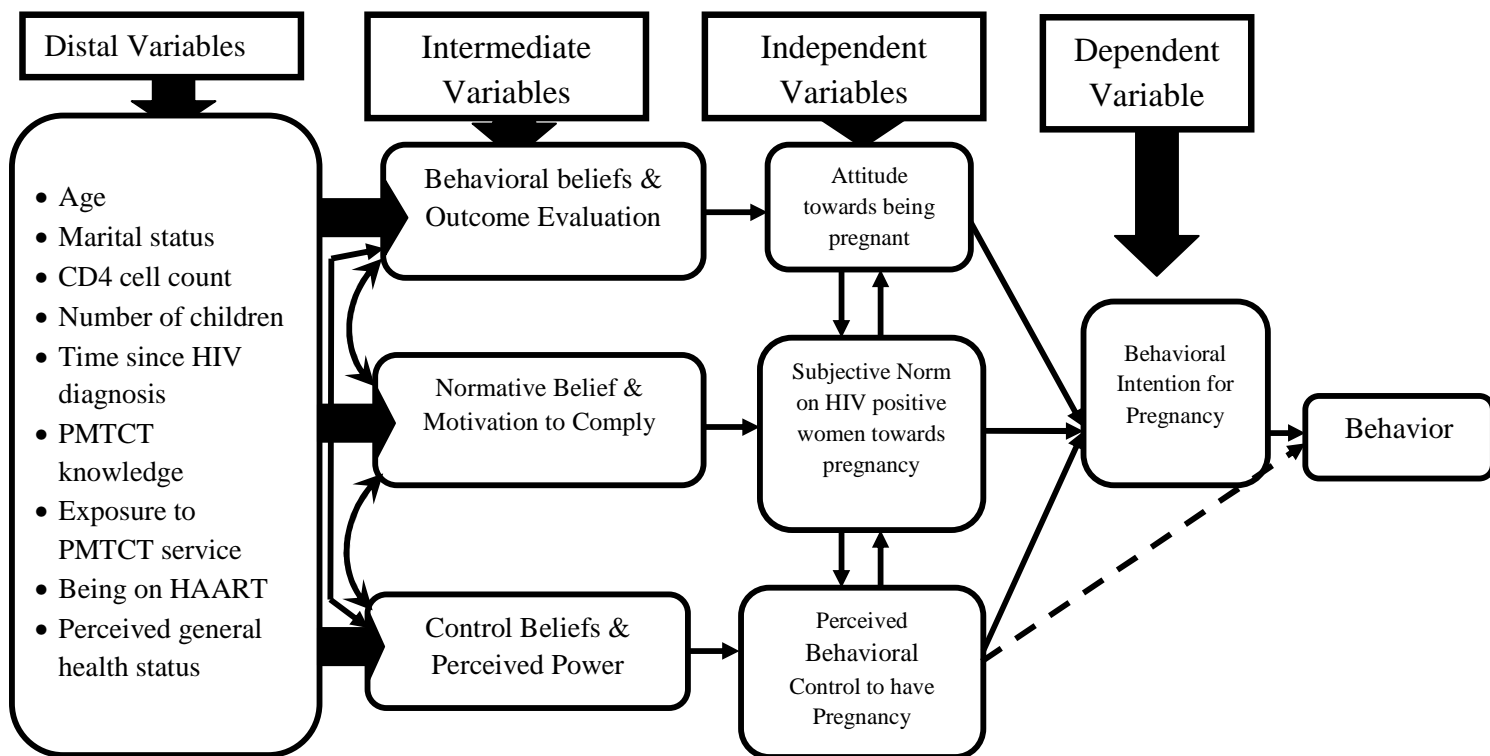 Distal Variables
Intermediate
Variables
Independent
Variables
Dependent
Variable
• Age
• Marital status
• CD4 cell count
• Number of children
• Time since HIV
diagnosis
• PMTCT
knowledge
• Exposure to
PMTCT service
• Being on HAART
• Perceived general
health status
Behavioral beliefs &
Outcome Evaluation
Normative Belief &
Motivation to Comply
Control Beliefs &
Perceived Power
Attitude
towards being
pregnant
Subjective Norm
on HIV positive
women towards
pregnancy
Perceived
Behavioral
Control to have
Pregnancy
Behavioral
Intention for
Pregnancy
Behavior